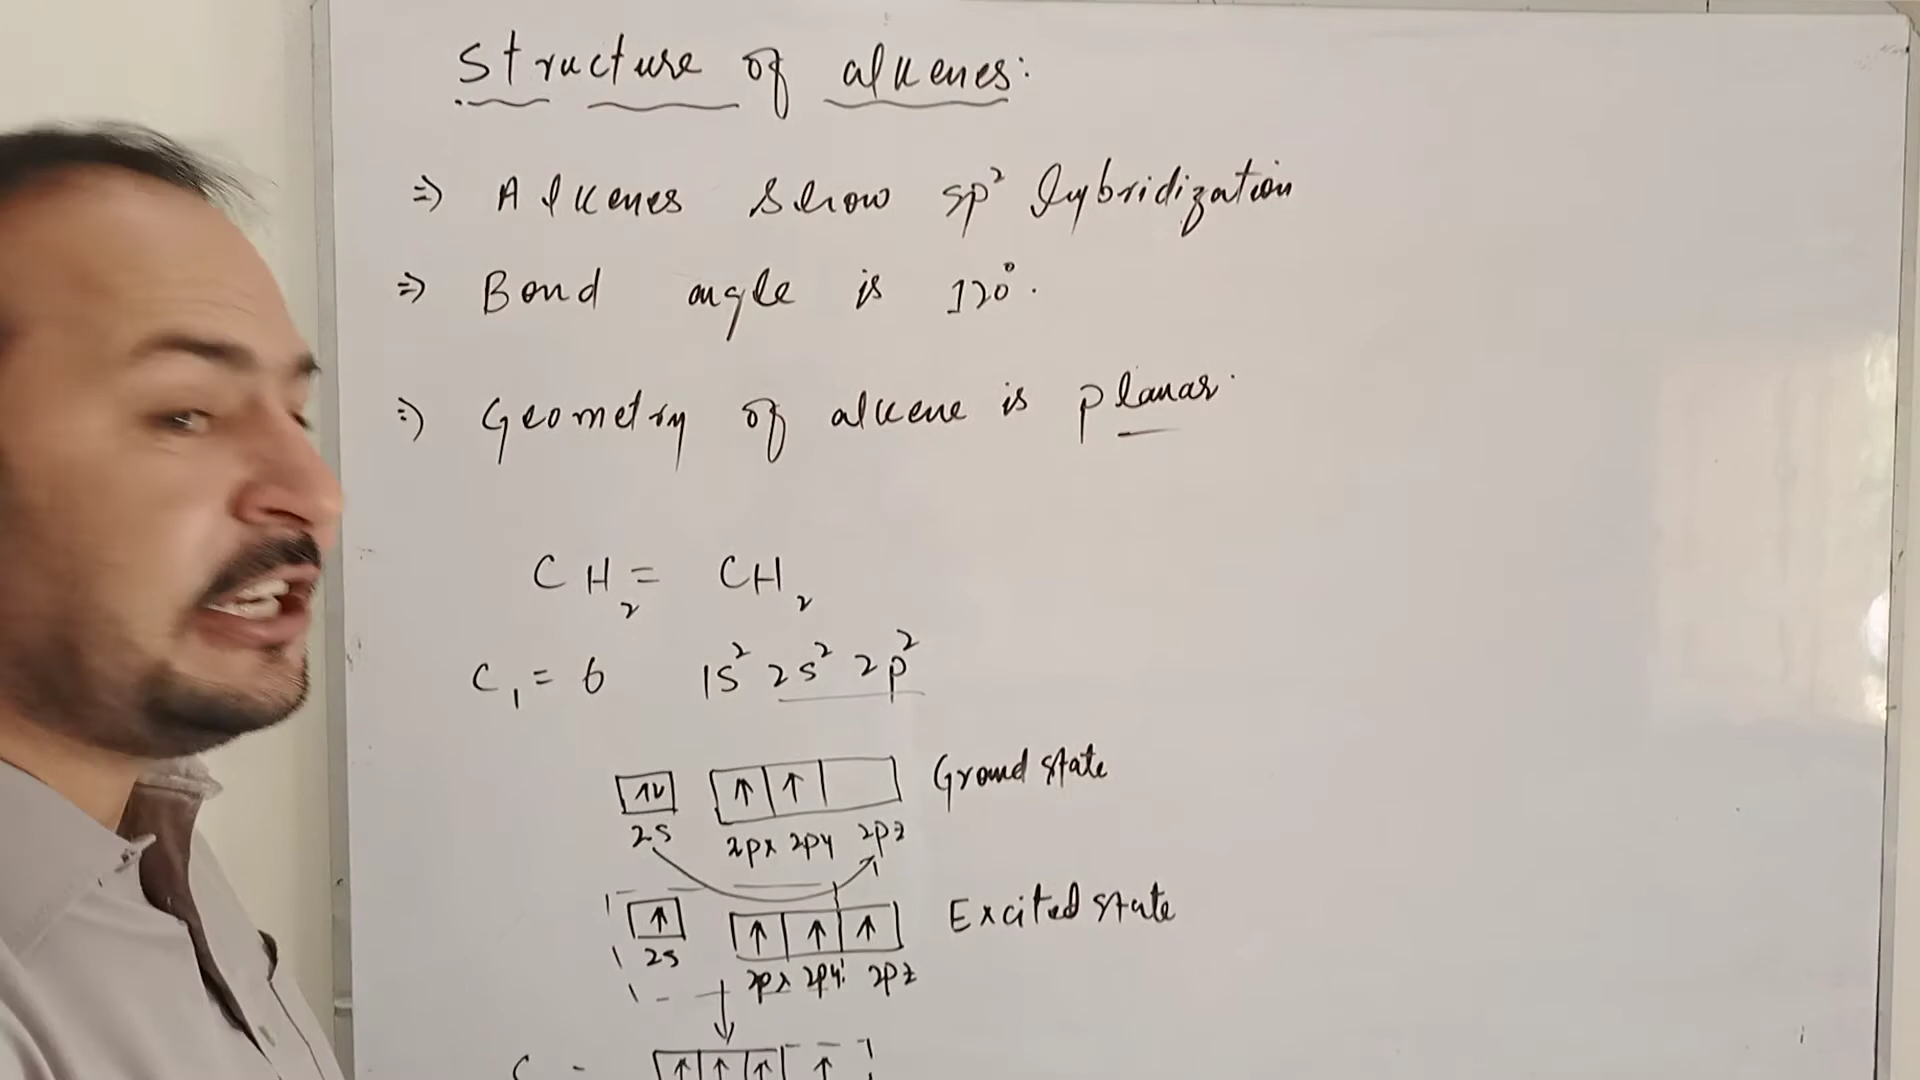 Structure of alkenes:
=> Alkenes show sp² hybridization
=> Bond angle is 120°.
=> Geometry of alkene is planar.
CH₂ = CH₂
C₁ = 6 1s² 2s² 2p²
↑↓ ↑ ↑ Ground state
2s 2px 2py 2pz
↑ ↑ ↑ ↑ Excited state
2s 2px 2py 2pz
↑ ↑ ↑ ↑